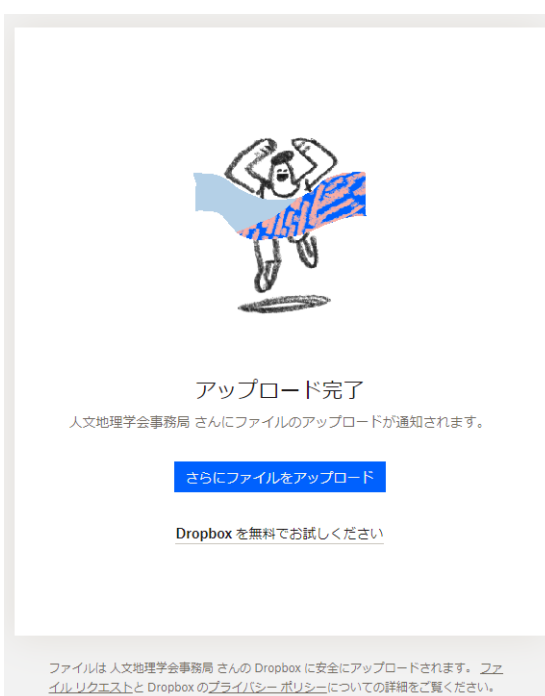 アップロード完了
人文地理学会事務局 さんにファイルのアップロードが通知されます。
さらにファイルをアップロード
Dropbox を無料でお試しください
ファイルは 人文地理学会事務局 さんの Dropbox に安全にアップロードされます。 ファ
イル リクエストと Dropbox のプライバシー ポリシーについての詳細をご覧ください。